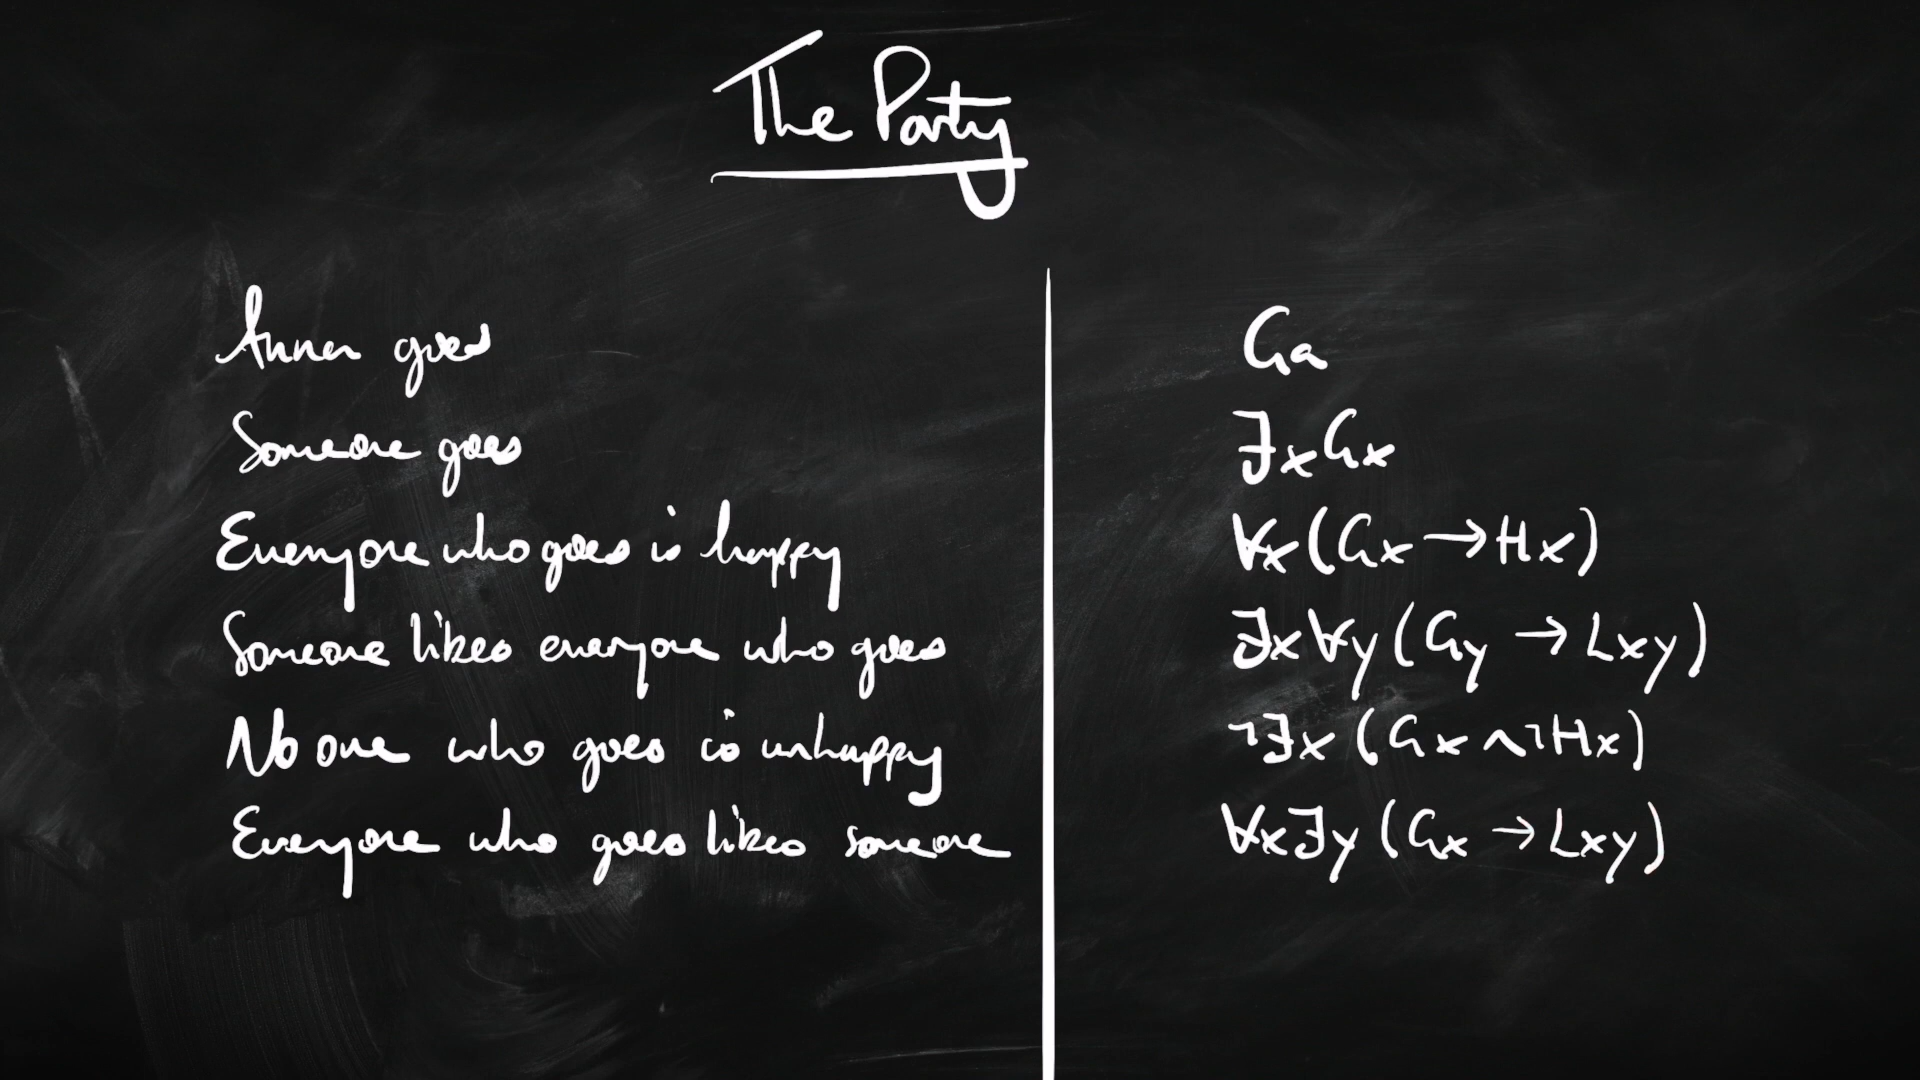 The Party
Anna goes
Someone goes
Everyone who goes is happy
Someone likes everyone who goes
No one who goes is unhappy
Everyone who goes likes someone
Ga
∃xGx
∀x(Gx→Hx)
∃x∀y(Gy→Lxy)
¬∃x(Gx∧¬Hx)
∀x∃y(Gx→Lxy)